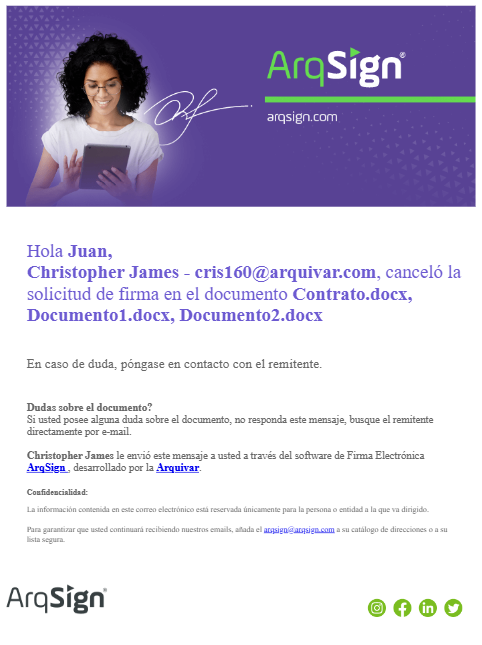 ArqSign®
arqsign.com
Hola Juan,
Christopher James - cris160@arquivar.com, canceló la
solicitud de firma en el documento Contrato.docx,
Documento1.docx, Documento2.docx
En caso de duda, póngase en contacto con el remitente.
Dudas sobre el documento?
Si usted posee alguna duda sobre el documento, no responda este mensaje, busque el remitente
directamente por e-mail.
Christopher James le envió este mensaje a usted a través del software de Firma Electrónica
ArqSign , desarrollado por la Arquivar.
Confidencialidad:
La información contenida en este correo electrónico está reservada únicamente para la persona o entidad a la que va dirigido.
Para garantizar que usted continuará recibiendo nuestros emails, añada el arqsign@arqsign.com a su catálogo de direcciones o a su
lista segura.
ArqSign®